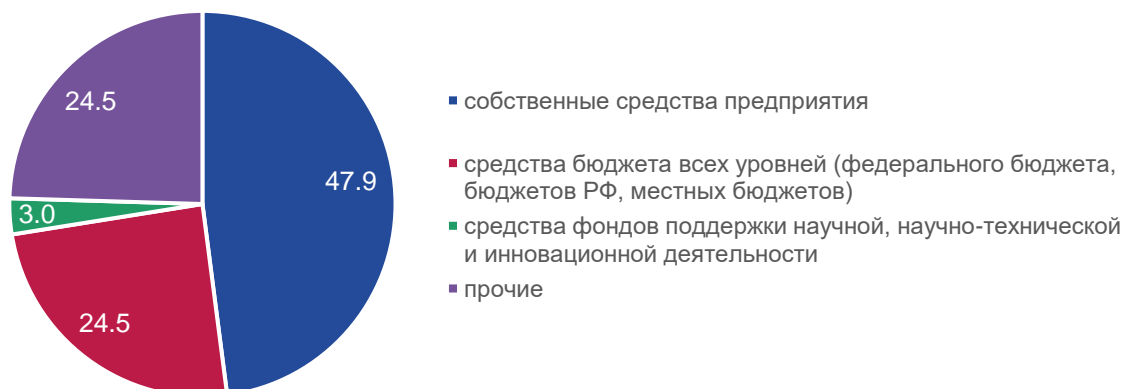 24.5
47.9
3.0
24.5
собственные средства предприятия
средства бюджета всех уровней (федерального бюджета,
бюджетов РФ, местных бюджетов)
средства фондов поддержки научной, научно-технической
и инновационной деятельности
прочие